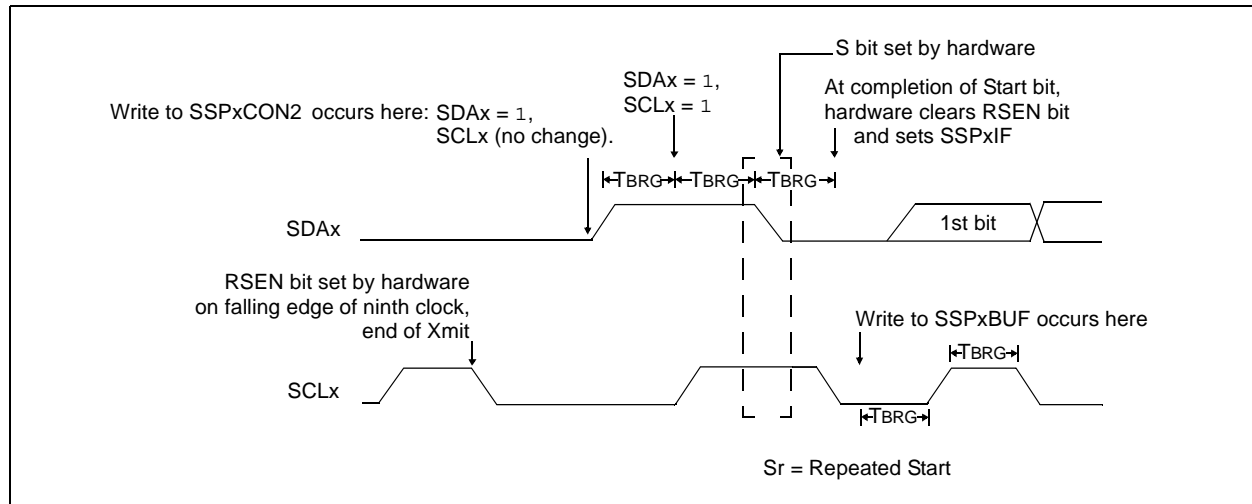 S bit set by hardware
SDAx = 1,
SCLx = 1
At completion of Start bit,
hardware clears RSEN bit
and sets SSPxIF
Write to SSPxCON2 occurs here: SDAx = 1,
SCLx (no change).
TBRG TBRG TBRG
SDAx
1st bit
RSEN bit set by hardware
on falling edge of ninth clock,
end of Xmit
Write to SSPxBUF occurs here
TBRG
SCLx
TBRG
Sr = Repeated Start